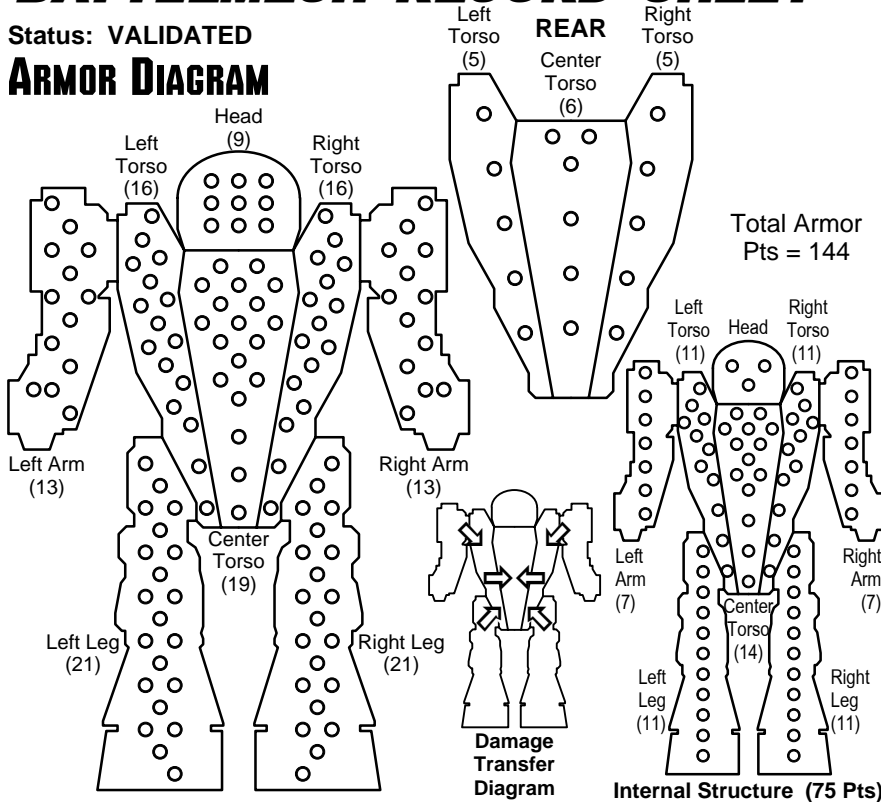 BATTLEMECH RECORD SHEET
Status: VALIDATED
ARMOR DIAGRAM
Head
(9)
Left
Torso
(16)
Right
Torso
(16)
Left Arm
(13)
Right Arm
(13)
Center
Torso
(19)
Left Leg
(21)
Right Leg
(21)
REAR
Left
Torso
(5)
Center
Torso
(6)
Right
Torso
(5)
Total Armor
Pts = 144
Damage
Transfer
Diagram
Left
Torso
(11)
Head
Right
Torso
(11)
Left
Arm
(7)
Right
Arm
(7)
Center
Torso
(14)
Left
Leg
(11)
Right
Leg
(11)
Internal Structure (75 Pts)